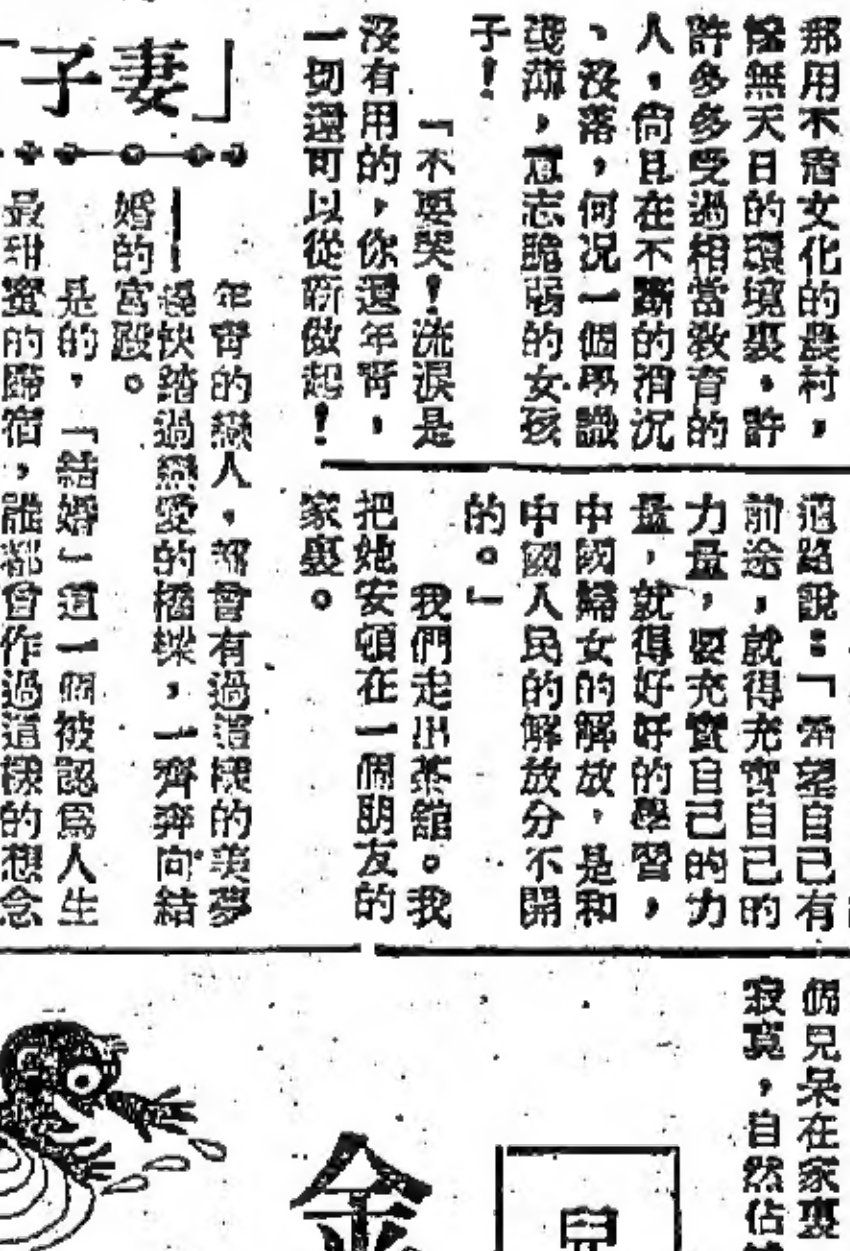 那用不着文化的農村，
慘無天日的環境裏，許
許多多受過相當教育的
人，尚且在不斷的消沉
、沒落，何况一個學識
淺薄，意志脆弱的女孩
子！
「不要哭！流淚是
沒有用的，你還年靑，
一切還可以從新做起！
道路說：「希望自己有
前途，就得充實自己的
力量，要充實自己的力
量，就得好好的學習，
中國婦女的解放，是和
中國人民的解放分不開
的。」
我們走出茶館。我
把她安頓在一個朋友的
家裏。
「妻子」
年靑的戀人，都會有過這樣的美夢
——輕快踏過戀愛的橋樑，一齊奔向結
婚的宮殿。
是的，「結婚」這一個被認爲人生
最甜蜜的歸宿，誰都會作過這樣的想念
個兒呆在家裏
寂寞，自然佔
兒
金